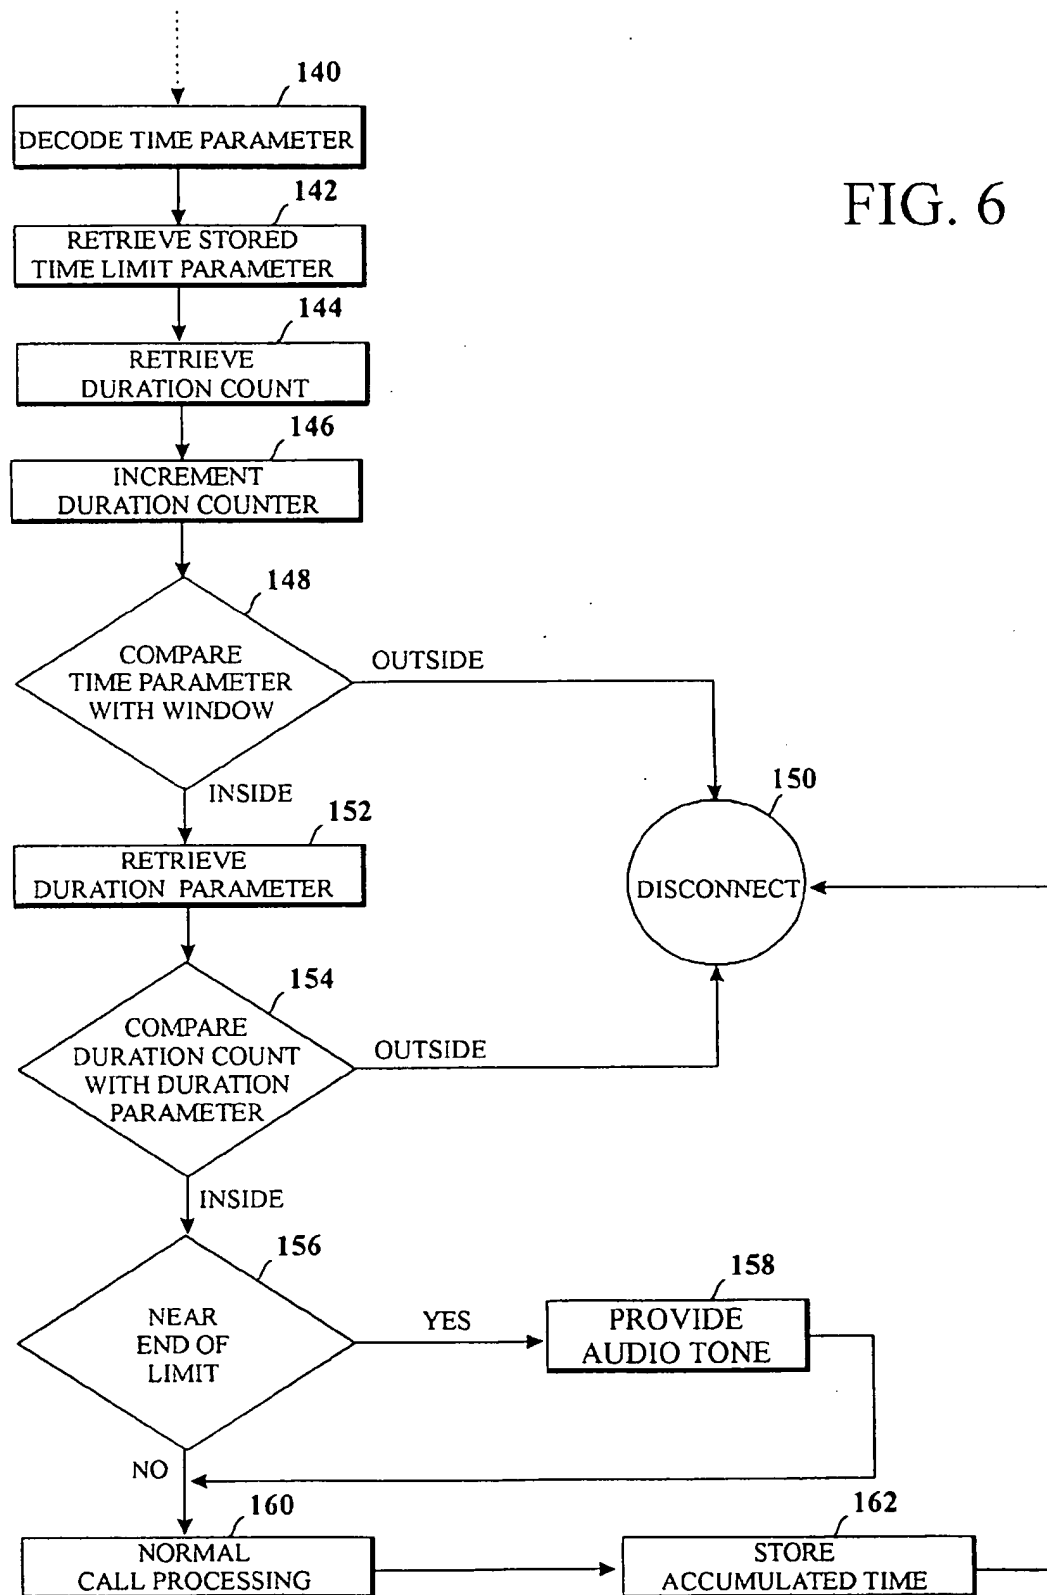 140
DECODE TIME PARAMETER
FIG. 6
142
RETRIEVE STORED
TIME LIMIT PARAMETER
144
RETRIEVE
DURATION COUNT
146
INCREMENT
DURATION COUNTER
148
COMPARE
TIME PARAMETER
WITH WINDOW
OUTSIDE
INSIDE
150
DISCONNECT
152
RETRIEVE
DURATION PARAMETER
154
COMPARE
DURATION COUNT
WITH DURATION
PARAMETER
OUTSIDE
INSIDE
156
NEAR
END OF
LIMIT
YES
158
PROVIDE
AUDIO TONE
NO
160
NORMAL
CALL PROCESSING
162
STORE
ACCUMULATED TIME